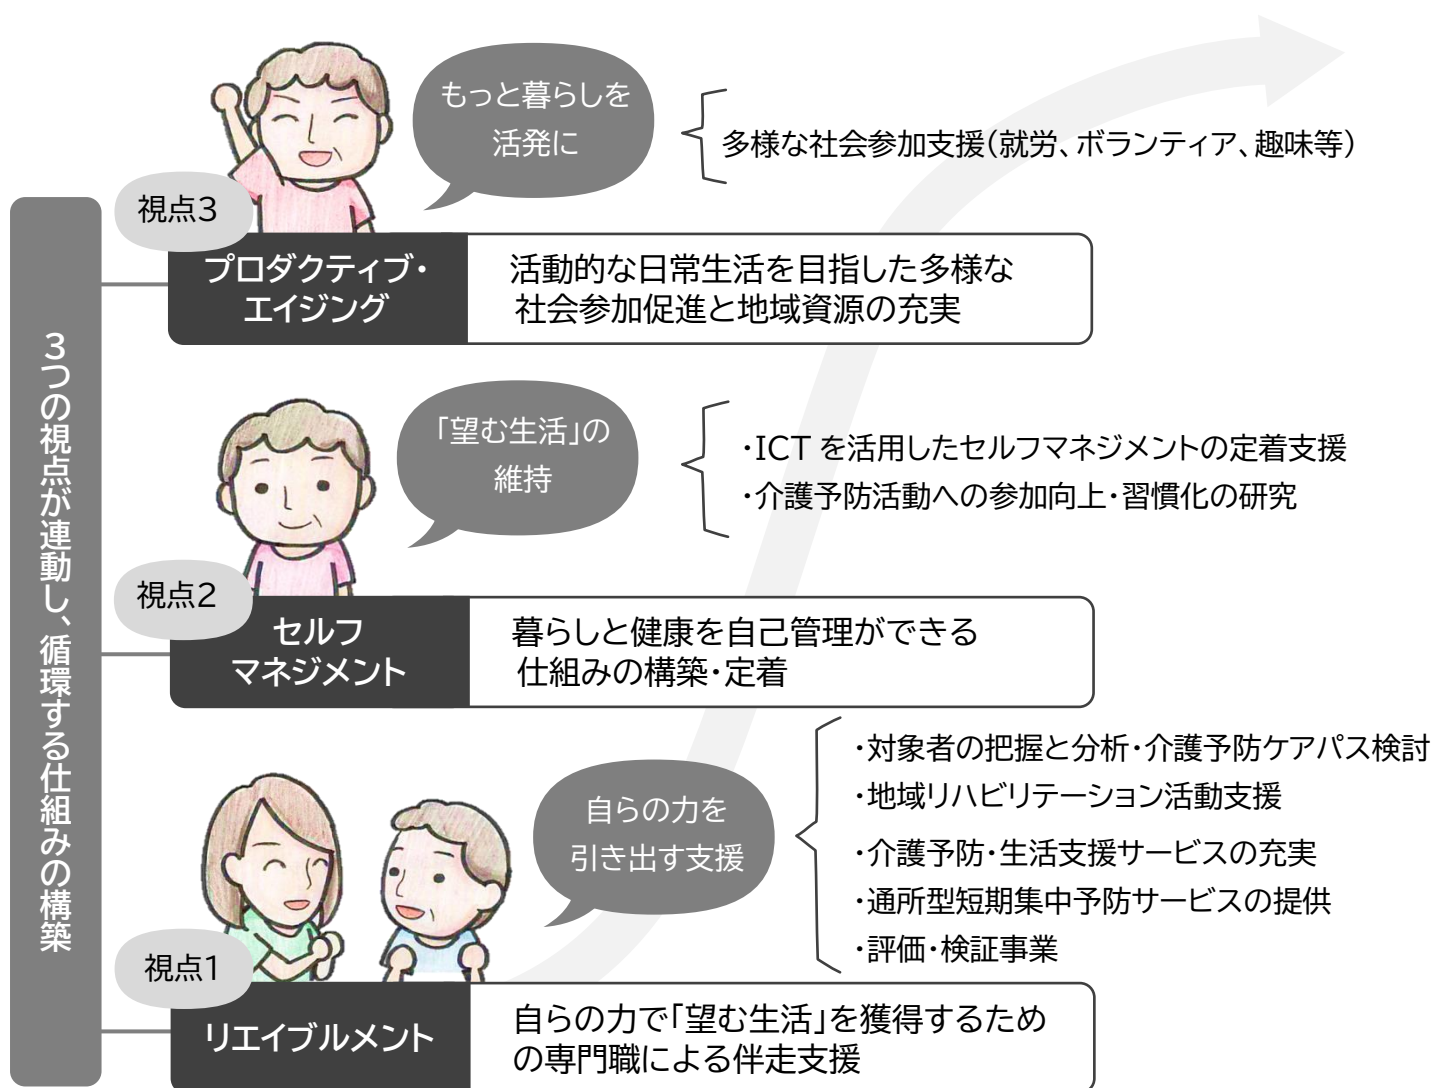 3つの視点が連動し、循環する仕組みの構築
もっと暮らしを
活発に
多様な社会参加支援(就労、ボランティア、趣味等)
視点3
プロダクティブ・
エイジング
活動的な日常生活を目指した多様な
社会参加促進と地域資源の充実
「望む生活」の
維持
・ICT を活用したセルフマネジメントの定着支援
・介護予防活動への参加向上・習慣化の研究
視点2
セルフ
マネジメント
暮らしと健康を自己管理ができる
仕組みの構築・定着
自らの力を
引き出す支援
・対象者の把握と分析・介護予防ケアパス検討
・地域リハビリテーション活動支援
・介護予防・生活支援サービスの充実
・通所型短期集中予防サービスの提供
・評価・検証事業
視点1
リエイブルメント
自らの力で「望む生活」を獲得するため
の専門職による伴走支援